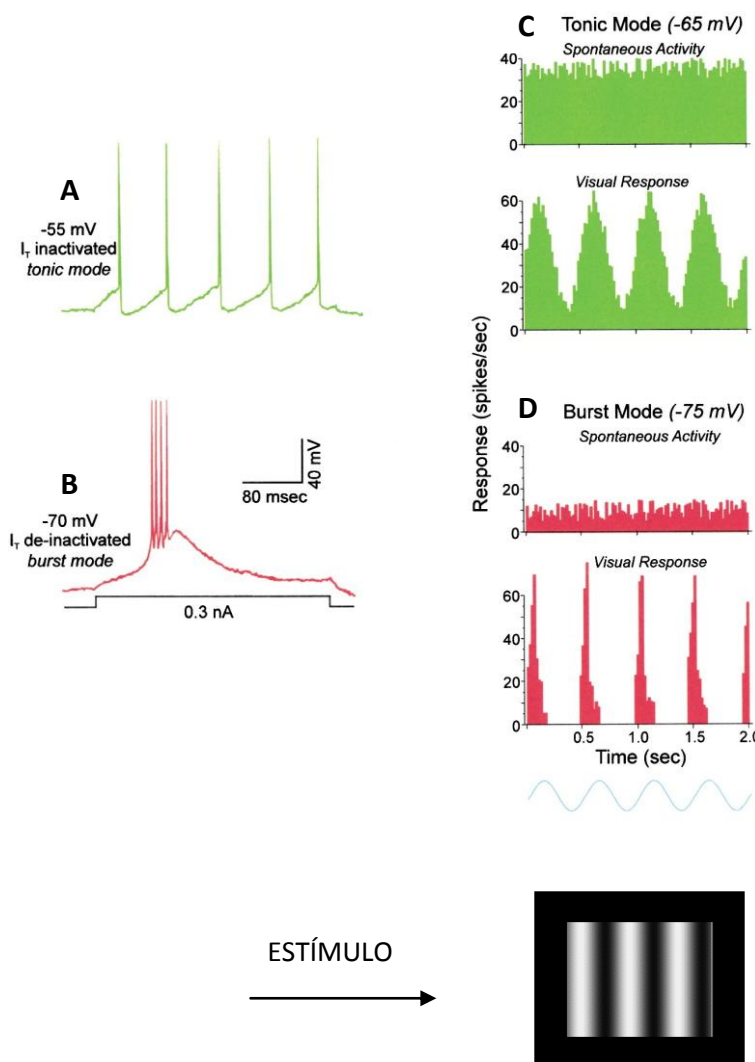 A
-55 mV
I_T inactivated
tonic mode
B
-70 mV
I_T de-inactivated
burst mode
80 msec
40 mV
0.3 nA
C
Tonic Mode (-65 mV)
Spontaneous Activity
40
20
0
Visual Response
60
40
20
0
Response (spikes/sec)
D
Burst Mode (-75 mV)
Spontaneous Activity
40
20
0
Visual Response
60
40
20
0
0.5
1.0
1.5
2.0
Time (sec)
ESTÍMULO